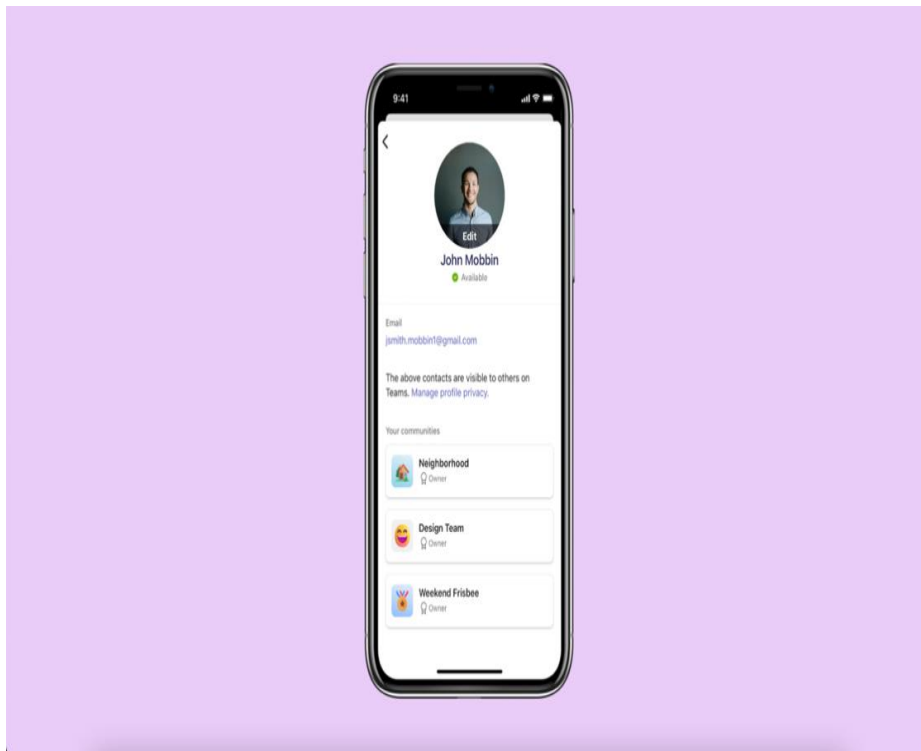 9:41
Edit
John Mobbin
Available
Email
jsmith.mobbin1@gmail.com
The above contacts are visible to others on
Teams. Manage profile privacy.
Your communities
Neighborhood
Owner
Design Team
Owner
Weekend Frisbee
Owner